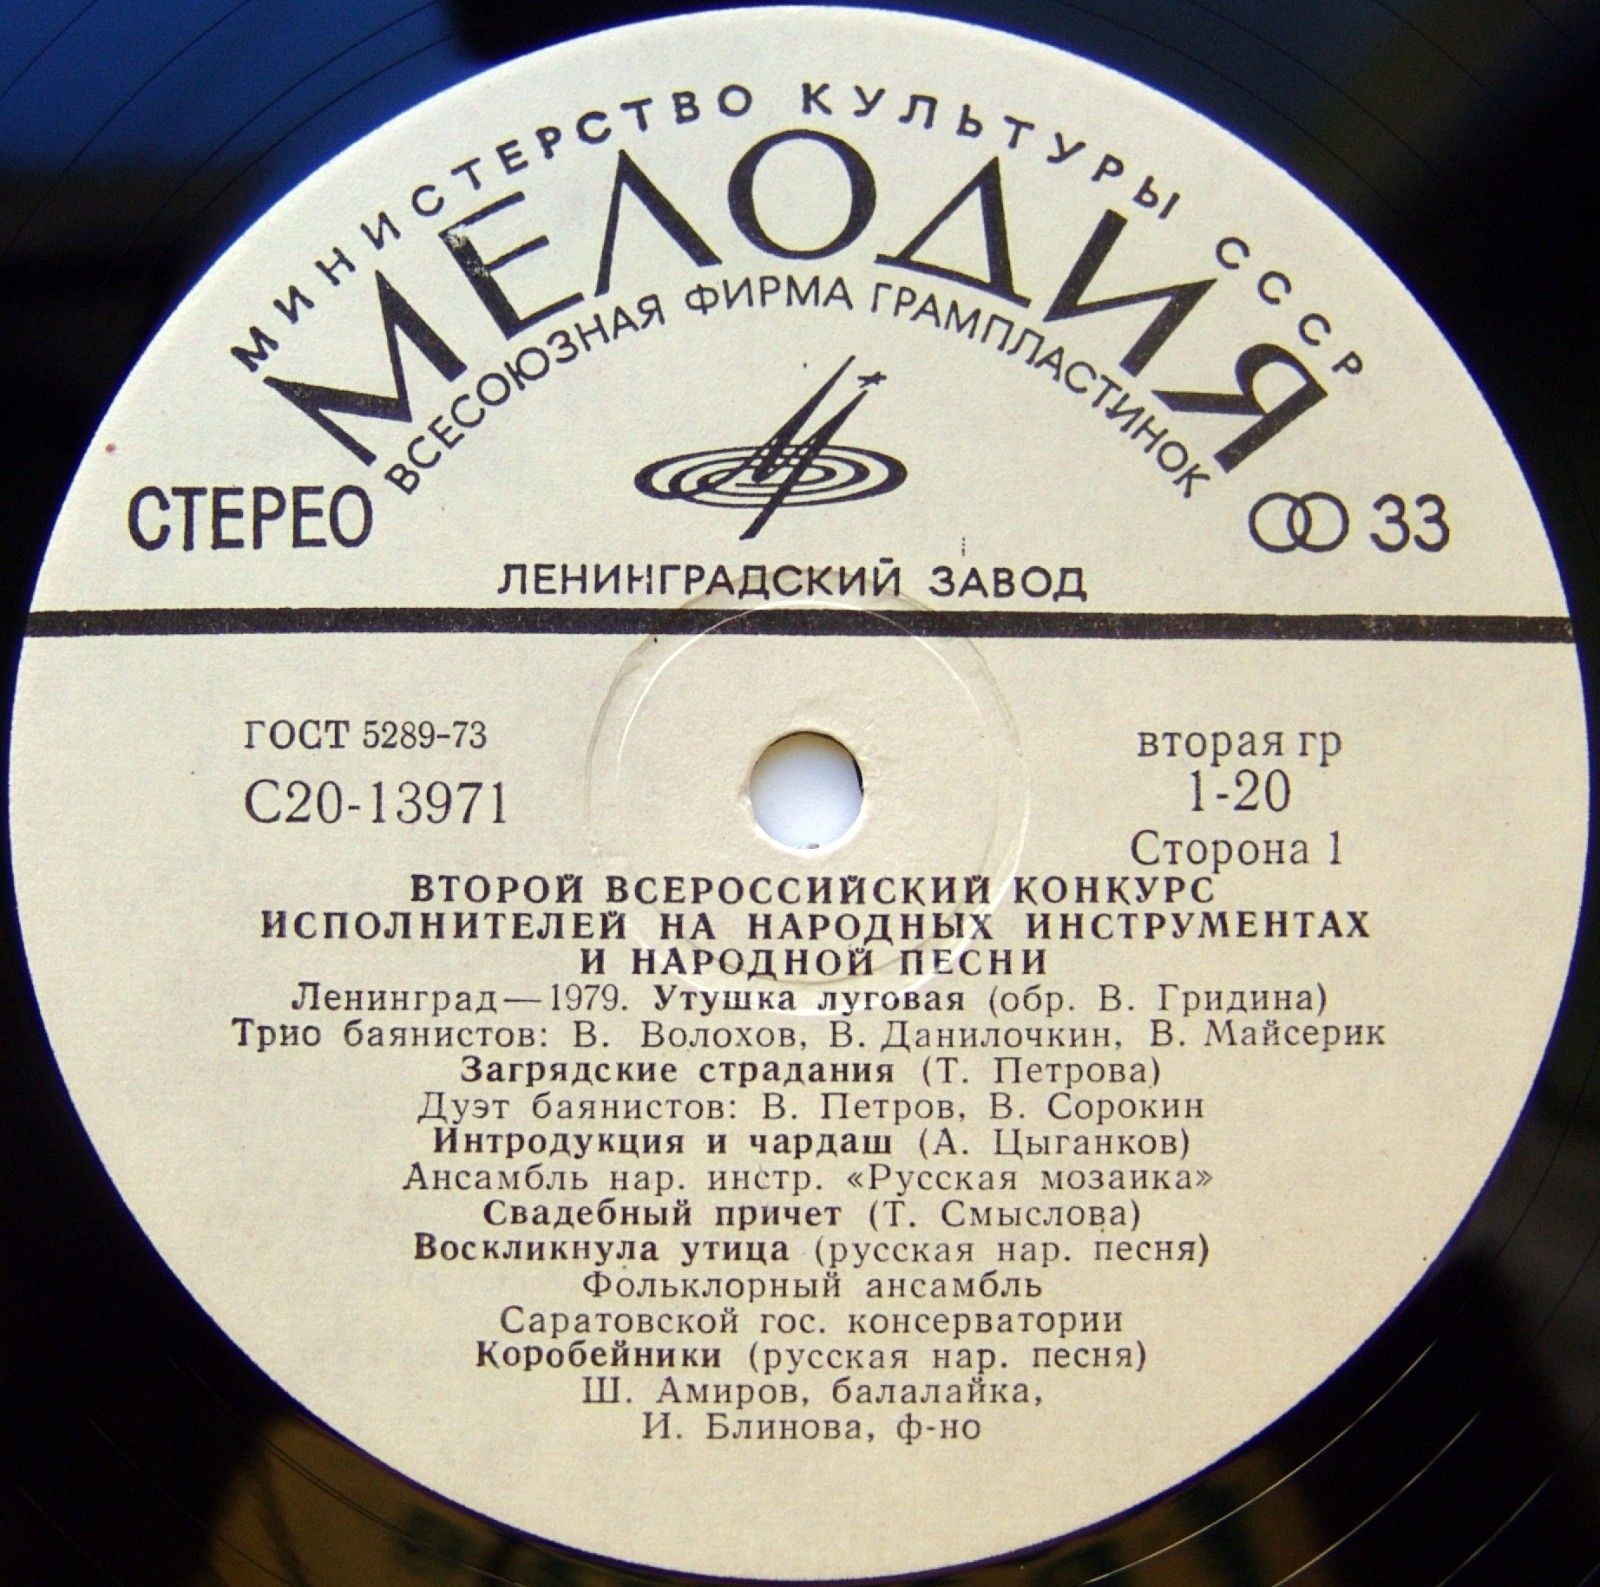 МИНИСТЕРСТВО КУЛЬТУРЫ СССР
МЕЛОДИЯ
ВСЕСОЮЗНАЯ ФИРМА ГРАМПЛАСТИНОК
СТЕРЕО
33
ЛЕНИНГРАДСКИЙ ЗАВОД
ГОСТ 5289-73
С20-13971
вторая гр
1-20
Сторона 1
ВТОРОЙ ВСЕРОССИЙСКИЙ КОНКУРС
ИСПОЛНИТЕЛЕЙ НА НАРОДНЫХ ИНСТРУМЕНТАХ
И НАРОДНОЙ ПЕСНИ
Ленинград—1979. Утушка луговая (обр. В. Гридина)
Трио баянистов: В. Волохов, В. Данилочкин, В. Майсерик
Загрядские страдания (Т. Петрова)
Дуэт баянистов: В. Петров, В. Сорокин
Интродукция и чардаш (А. Цыганков)
Ансамбль нар. инстр. «Русская мозаика»
Свадебный причет (Т. Смыслова)
Воскликнула утица (русская нар. песня)
Фольклорный ансамбль
Саратовской гос. консерватории
Коробейники (русская нар. песня)
Ш. Амиров, балалайка,
И. Блинова, ф-но